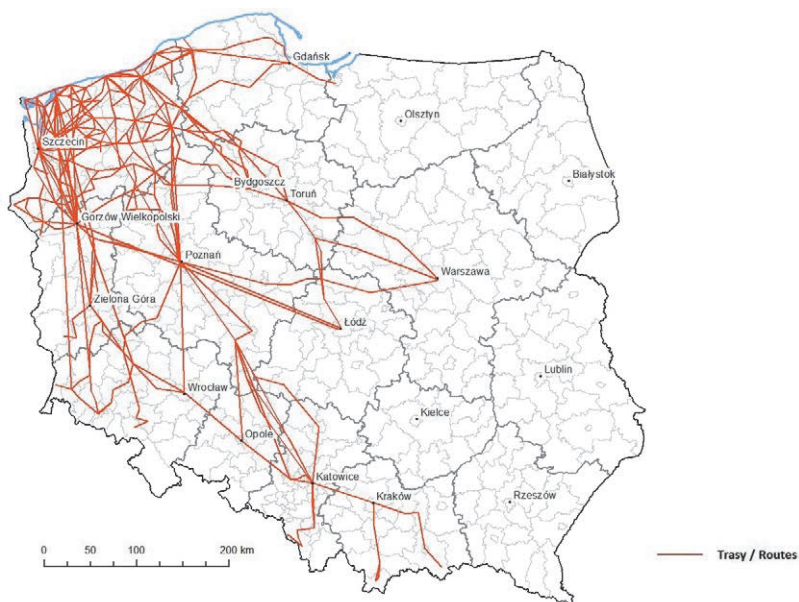 Gdańsk
Olsztyn
Szczecin
Białystok
Bydgoszcz
Toruń
Gorzów Wielkopolski
Poznań
Warszawa
Zielona Góra
Łódź
Lublin
Wrocław
Kielce
Opole
Katowice
Kraków
Rzeszów
0 50 100 200 km
Trasy / Routes